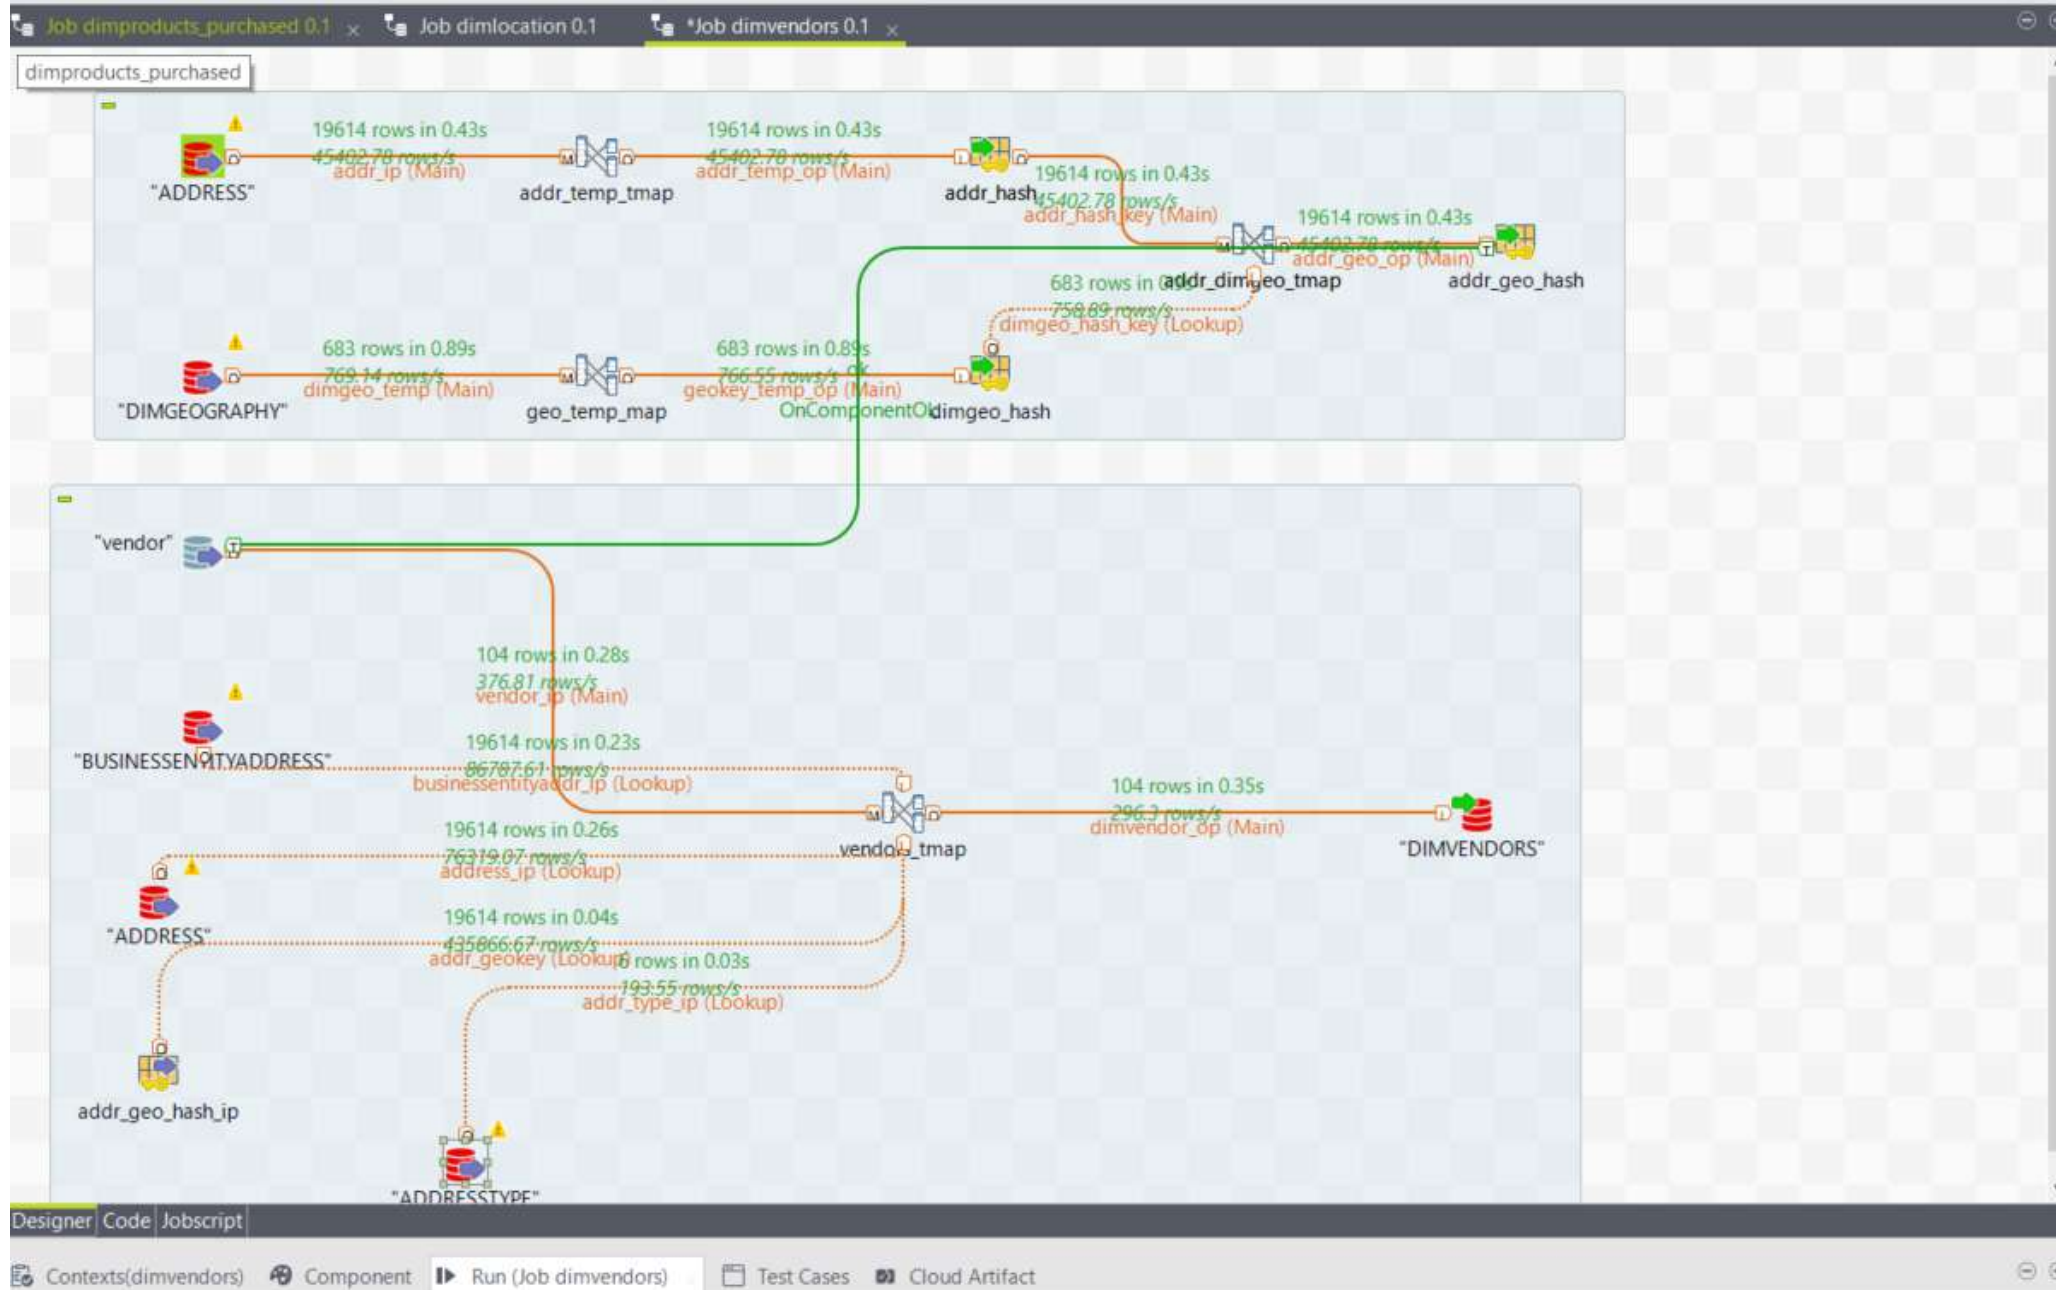 Job dimproducts_purchased 0.1
Job dimlocation 0.1
*Job dimvendors 0.1
dimproducts_purchased
19614 rows in 0.43s
45402.78 rows/s
addr_ip (Main)
19614 rows in 0.43s
45402.78 rows/s
addr_temp_op (Main)
"ADDRESS"
addr_temp_tmap
addr_hash
19614 rows in 0.43s
45402.78 rows/s
addr_hash_key (Main)
19614 rows in 0.43s
45402.78 rows/s
addr_geo_op (Main)
addr_dimgeo_tmap
addr_geo_hash
683 rows in
758.89 rows/s
dimgeo_hash_key (Lookup)
683 rows in 0.89s
769.14 rows/s
dimgeo_temp (Main)
683 rows in 0.89s
766.55 rows/s
ok
geokey_temp_op (Main)
OnComponentOk
"DIMGEOGRAPHY"
geo_temp_map
dimgeo_hash
"vendor"
104 rows in 0.28s
376.81 rows/s
vendor_ip (Main)
19614 rows in 0.23s
86787.61 rows/s
businessentityaddr_ip (Lookup)
"BUSINESSENTITYADDRESS"
104 rows in 0.35s
296.3 rows/s
dimvendor_op (Main)
vendors_tmap
"DIMVENDORS"
19614 rows in 0.26s
76319.07 rows/s
address_ip (Lookup)
"ADDRESS"
19614 rows in 0.04s
435866.67 rows/s
addr_geokey (Lookup)
6 rows in 0.03s
193.55 rows/s
addr_type_ip (Lookup)
addr_geo_hash_ip
"ADDRESSTYPE"
Designer Code Jobscript
Contexts(dimvendors) Component Run (Job dimvendors) Test Cases Cloud Artifact